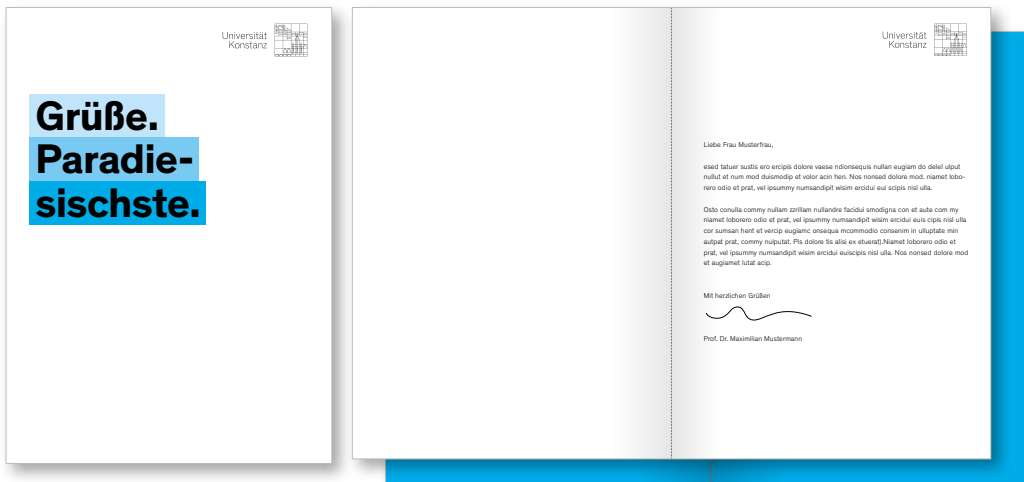 Universität
Konstanz
Grüße.
Paradie-
sischste.
Universität
Konstanz
Liebe Frau Musterfrau,
esed tatuer sustis ero ercipis dolore vaese ndionsequis nullan eugiam do delel ulput
nullut et num mod duismodip et volor acin hen. Nos nonsed dolore mod. niamet lobo-
rero odio et prat, vel ipsummy numsandipit wisim ercidui eui scipis nisl ulla.
Osto conulla commy nullam zzrillam nullandre facidui smodigna con et aute com my
niamet loborero odio et prat, vel ipsummy numsandipit wisim ercidui euis cipis nisl ulla
cor sumsan hent et vercip eugiamc onsequa mcommodio consenim in ulluptate min
autpat prat, commy nulputat. Pis dolore tis alisi ex etuerat).Niamet loborero odio et
prat, vel ipsummy numsandipit wisim ercidui euiscipis nisl ulla. Nos nonsed dolore mod
et augiamet lutat acip.
Mit herzlichen Grüßen
Prof. Dr. Maximilian Mustermann